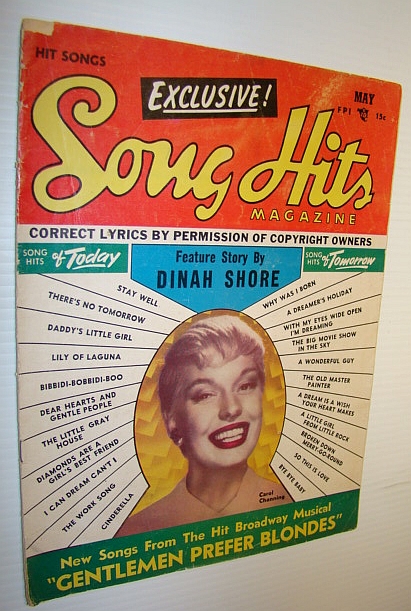 HIT SONGS
EXCLUSIVE!
MAY
FPI 15c
Song Hits
MAGAZINE
CORRECT LYRICS BY PERMISSION OF COPYRIGHT OWNERS
SONG HITS of Today
Feature Story By
DINAH SHORE
SONG HITS of Tomorrow
STAY WELL
THERE'S NO TOMORROW
DADDY'S LITTLE GIRL
LILY OF LAGUNA
BIBBIDI-BOBBIDI-BOO
DEAR HEARTS AND
GENTLE PEOPLE
THE LITTLE GRAY
HOUSE
DIAMONDS ARE A
GIRL'S BEST FRIEND
I CAN DREAM CAN'T I
THE WORK SONG
CINDERELLA
WHY WAS I BORN
A DREAMER'S HOLIDAY
WITH MY EYES WIDE OPEN
I'M DREAMING
THE BIG MOVIE SHOW
IN THE SKY
A WONDERFUL GUY
THE OLD MASTER
PAINTER
A DREAM IS A WISH
YOUR HEART MAKES
A LITTLE GIRL
FROM LITTLE ROCK
BROKEN DOWN
MERRY-GO-ROUND
SO THIS IS LOVE
BYE BYE BABY
Carol
Channing
New Songs From The Hit Broadway Musical
"GENTLEMEN PREFER BLONDES"